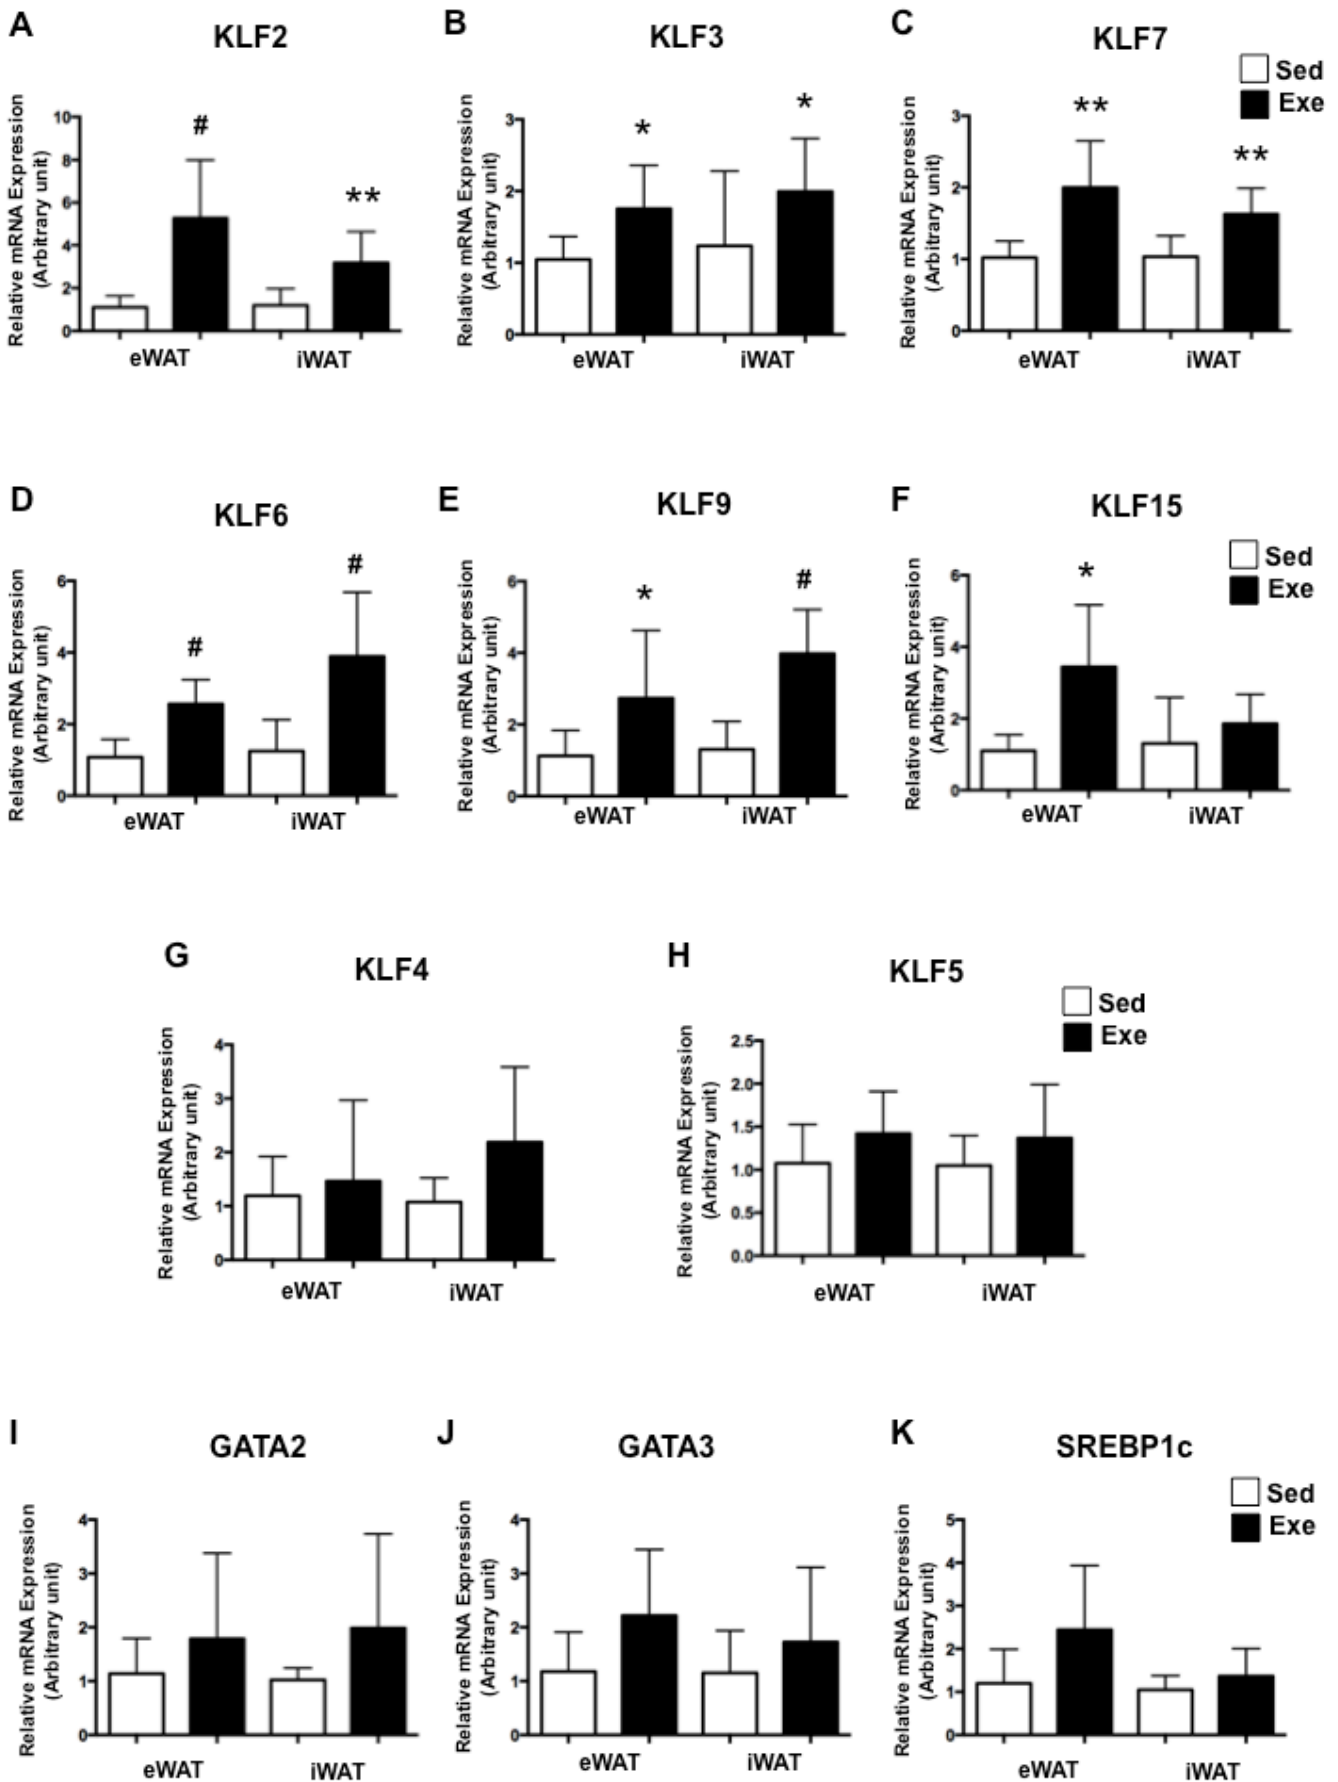 A
KLF2
Relative mRNA Expression
(Arbitrary unit)
10
8
6
4
2
0
#
**
eWAT
iWAT
B
KLF3
Relative mRNA Expression
(Arbitrary unit)
3
2
1
0
*
*
eWAT
iWAT
C
KLF7
Relative mRNA Expression
(Arbitrary unit)
3
2
1
0
**
**
eWAT
iWAT
Sed
Exe
D
KLF6
Relative mRNA Expression
(Arbitrary unit)
6
4
2
0
#
#
eWAT
iWAT
E
KLF9
Relative mRNA Expression
(Arbitrary unit)
6
4
2
0
*
#
eWAT
iWAT
F
KLF15
Relative mRNA Expression
(Arbitrary unit)
6
4
2
0
*
eWAT
iWAT
Sed
Exe
G
KLF4
Relative mRNA Expression
(Arbitrary unit)
4
3
2
1
0
eWAT
iWAT
H
KLF5
Relative mRNA Expression
(Arbitrary unit)
2.5
2.0
1.5
1.0
0.5
0.0
eWAT
iWAT
Sed
Exe
I
GATA2
Relative mRNA Expression
(Arbitrary unit)
4
3
2
1
0
eWAT
iWAT
J
GATA3
Relative mRNA Expression
(Arbitrary unit)
4
3
2
1
0
eWAT
iWAT
K
SREBP1c
Relative mRNA Expression
(Arbitrary unit)
5
4
3
2
1
0
eWAT
iWAT
Sed
Exe